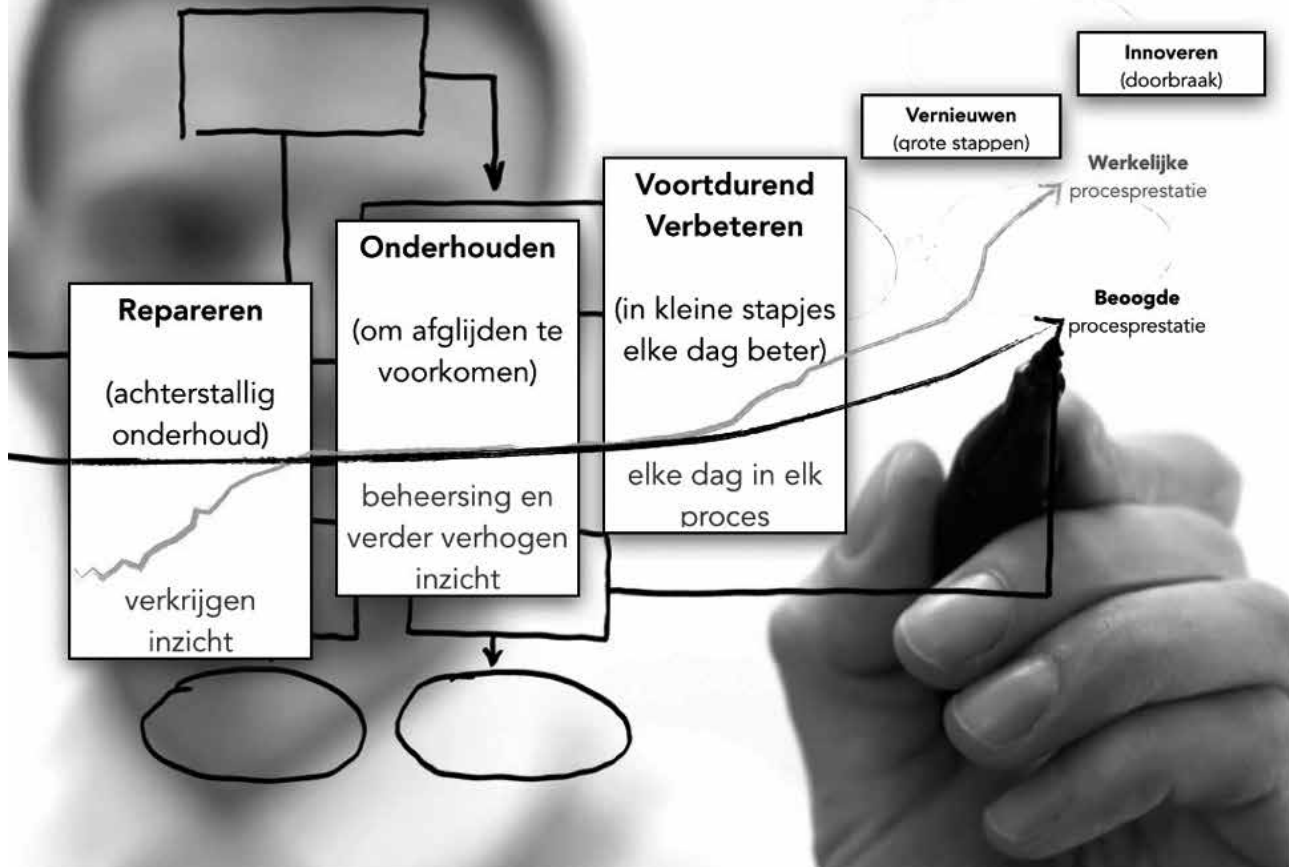 Repareren
(achterstallig
onderhoud)
verkrijgen
inzicht
Onderhouden
(om afglijden te
voorkomen)
beheersing en
verder verhogen
inzicht
Voortdurend
Verbeteren
(in kleine stapjes
elke dag beter)
elke dag in elk
proces
Vernieuwen
(grote stappen)
Innoveren
(doorbraak)
Werkelijke
procesprestatie
Beoogde
procesprestatie